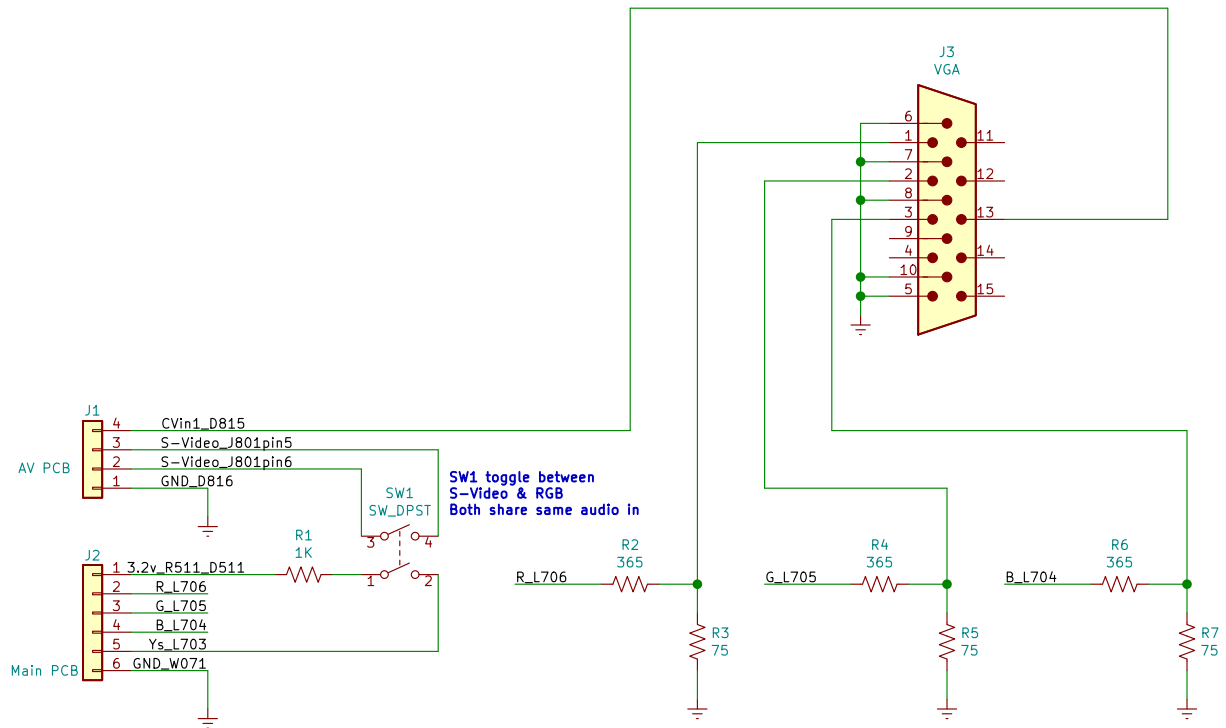 J3
VGA
6
1
11
7
2
12
8
3
13
9
4
14
10
5
15
J1
4
CVin1_D815
3
S-Video_J801pin5
AV PCB
2
S-Video_J801pin6
1
GND_D816
SW1 toggle between
S-Video & RGB
Both share same audio in
SW1
SW_DPST
3
4
1
2
R1
1K
J2
1
3.2v_R511_D511
2
R_L706
3
G_L705
4
B_L704
5
Ys_L703
Main PCB
6
GND_W071
R_L706
R2
365
R3
75
G_L705
R4
365
R5
75
B_L704
R6
365
R7
75